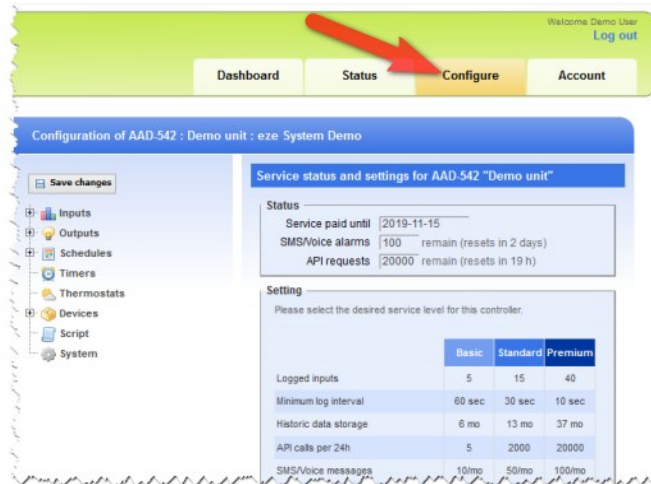 Welcome Demo User
Log out
Dashboard Status Configure Account
Configuration of AAD-542 : Demo unit : eze System Demo
Save changes
Inputs
Outputs
Schedules
Timers
Thermostats
Devices
Script
System
Service status and settings for AAD-542 "Demo unit"
Status
Service paid until 2019-11-15
SMS/Voice alarms 100 remain (resets in 2 days)
API requests 20000 remain (resets in 19 h)
Setting
Please select the desired service level for this controller.
Basic Standard Premium
Logged inputs 5 15 40
Minimum log interval 60 sec 30 sec 10 sec
Historic data storage 6 mo 13 mo 37 mo
API calls per 24h 5 2000 20000
SMS/Voice messages 10/mo 50/mo 100/mo